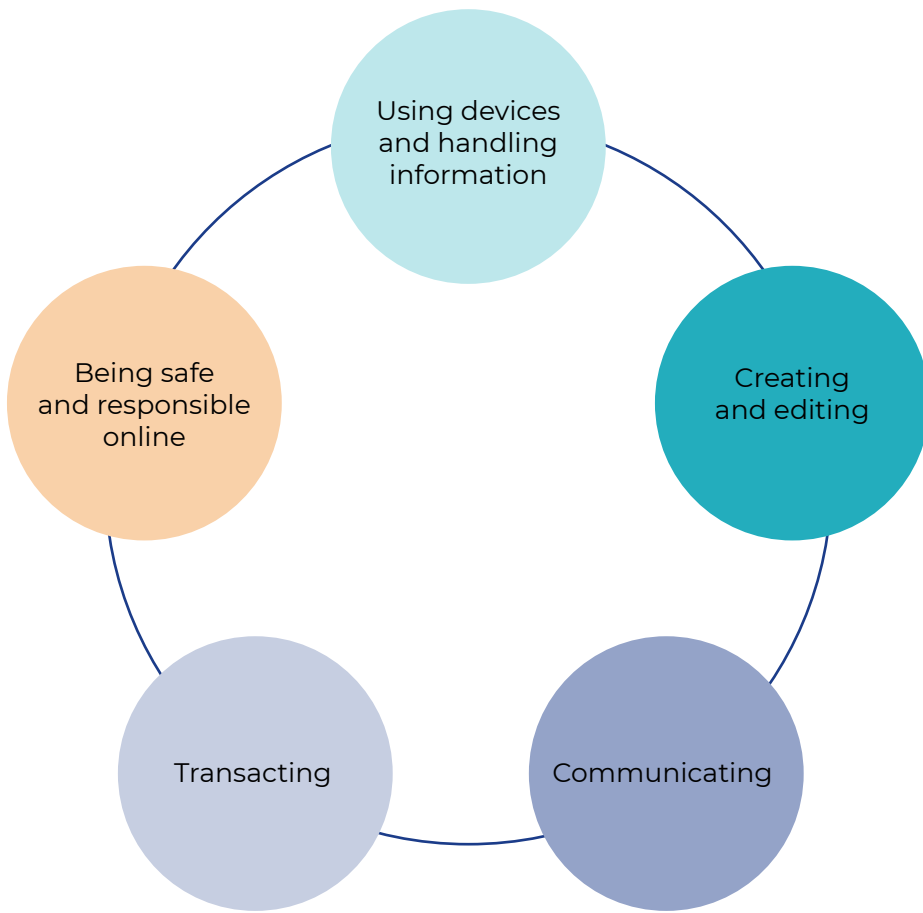 Using devices
and handling
information
Creating
and editing
Communicating
Transacting
Being safe
and responsible
online